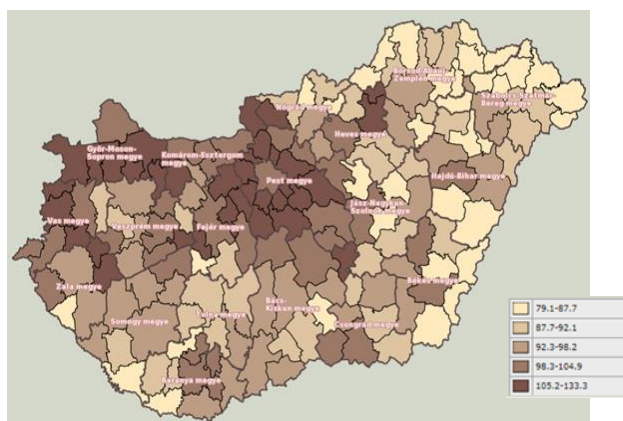 Borsod-Abaúj-
Zemplén megye
Szabolcs-Szatmár-
Bereg megye
Nógrád megye
Heves megye
Győr-Moson-
Sopron megye
Komárom-Esztergom
megye
Pest megye
Hajdú-Bihar megye
Jász-Nagykun-
Szolnok megye
Vas megye
Veszprém megye
Fejér megye
Zala megye
Békés megye
Bács-
Kiskun megye
Somogy megye
Tolna megye
Csongrád megye
Baranya megye
79.1-87.7
87.7-92.1
92.3-98.2
98.3-104.9
105.2-133.3